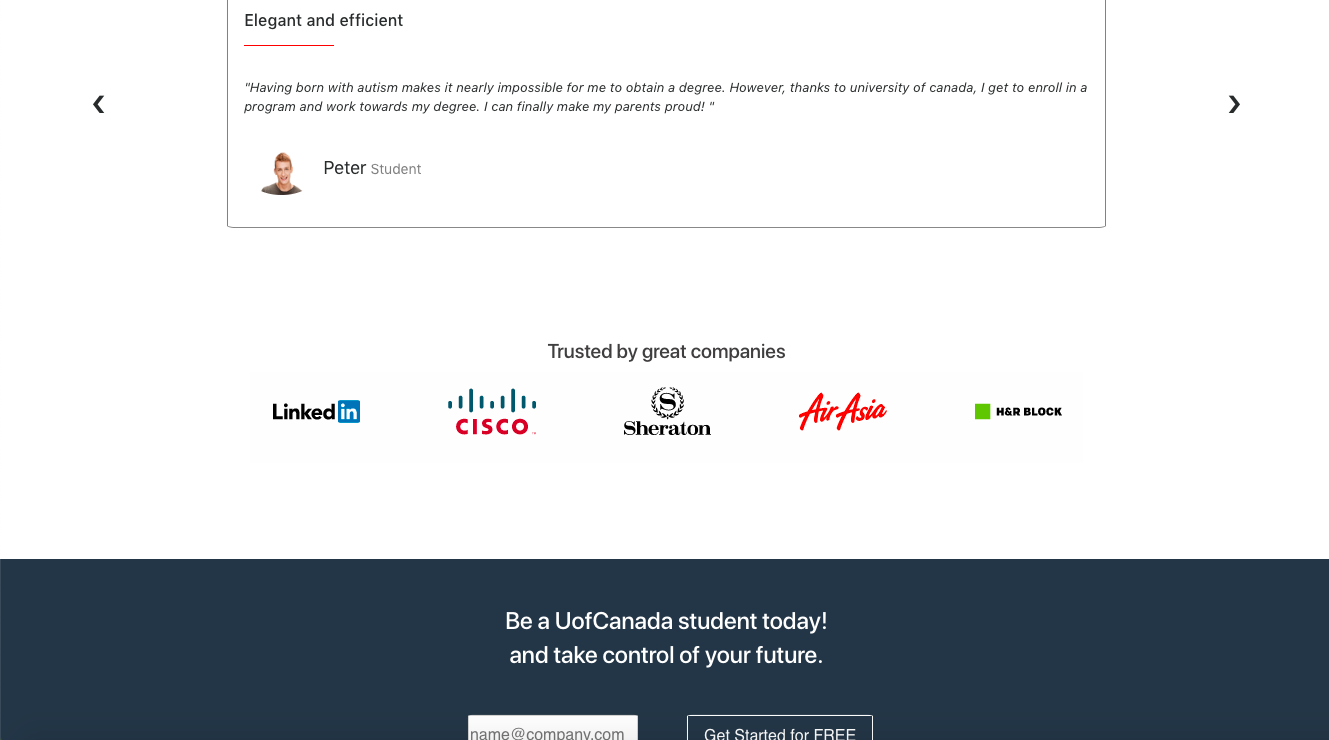 Elegant and efficient
"Having born with autism makes it nearly impossible for me to obtain a degree. However, thanks to university of canada, I get to enroll in a
program and work towards my degree. I can finally make my parents proud! "
Peter Student
Trusted by great companies
Linked in
CISCO
Sheraton
AirAsia
H&R BLOCK
Be a UofCanada student today!
and take control of your future.
name@company.com
Get Started for FREE